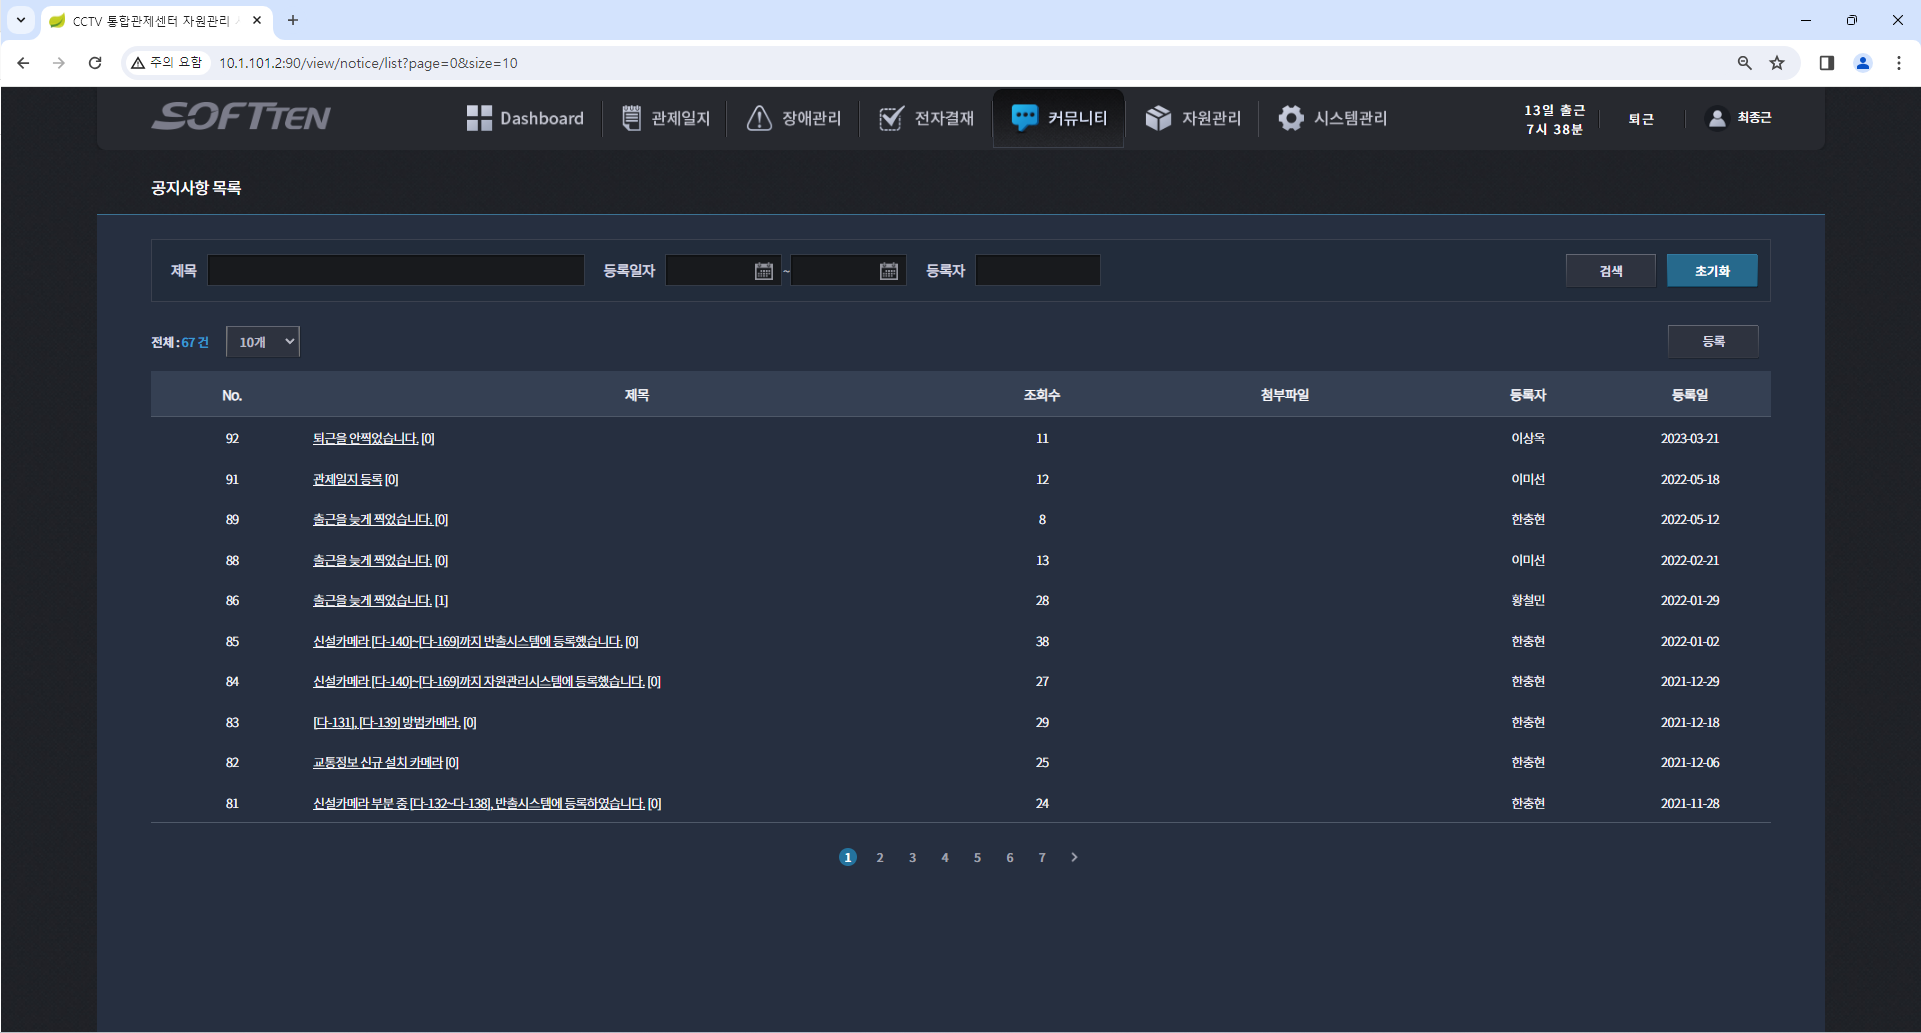 CCTV 통합관제센터 자원관리
주의 요함
10.1.101.2:90/view/notice/list?page=0&size=10
SOFTTEN
Dashboard
관제일지
장애관리
전자결재
커뮤니티
자원관리
시스템관리
13일 출근
7시 38분
퇴근
최종근
공지사항 목록
제목
등록일자
~
등록자
검색
초기화
전체 : 67 건
10개
등록
No. 제목 조회수 첨부파일 등록자 등록일
92 퇴근을 안찍었습니다. [0] 11 이상옥 2023-03-21
91 관제일지 등록 [0] 12 이미선 2022-05-18
89 출근을 늦게 찍었습니다. [0] 8 한충현 2022-05-12
88 출근을 늦게 찍었습니다. [0] 13 이미선 2022-02-21
86 출근을 늦게 찍었습니다. [1] 28 황철민 2022-01-29
85 신설카메라 [다-140]~[다-169]까지 반출시스템에 등록했습니다. [0] 38 한충현 2022-01-02
84 신설카메라 [다-140]~[다-169]까지 자원관리시스템에 등록했습니다. [0] 27 한충현 2021-12-29
83 [다-131], [다-139] 방범카메라. [0] 29 한충현 2021-12-18
82 교통정보 신규 설치 카메라 [0] 25 한충현 2021-12-06
81 신설카메라 부분 중 [다-132~다-138], 반출시스템에 등록하였습니다. [0] 24 한충현 2021-11-28
1 2 3 4 5 6 7